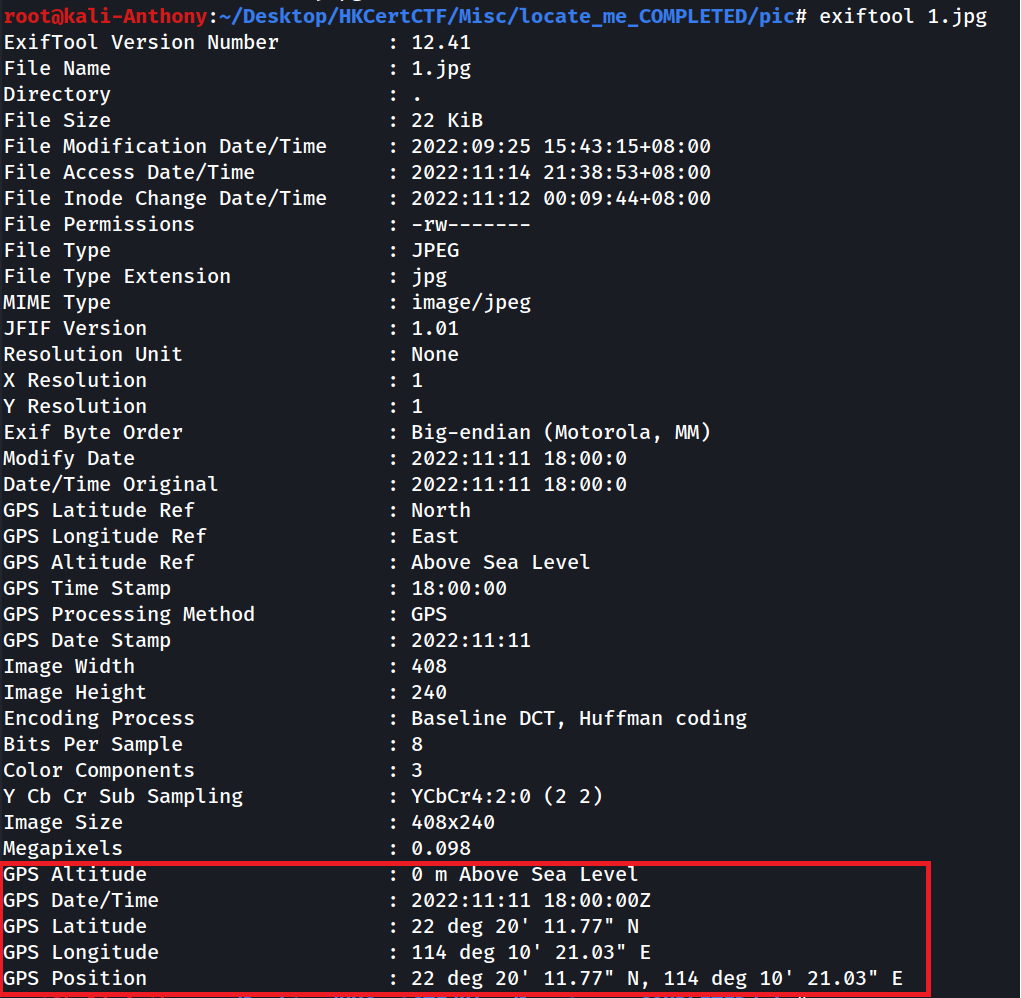 root@kali-Anthony:~/Desktop/HKCertCTF/Misc/locate_me_COMPLETED/pic# exiftool 1.jpg
ExifTool Version Number : 12.41
File Name : 1.jpg
Directory : .
File Size : 22 KiB
File Modification Date/Time : 2022:09:25 15:43:15+08:00
File Access Date/Time : 2022:11:14 21:38:53+08:00
File Inode Change Date/Time : 2022:11:12 00:09:44+08:00
File Permissions : -rw-------
File Type : JPEG
File Type Extension : jpg
MIME Type : image/jpeg
JFIF Version : 1.01
Resolution Unit : None
X Resolution : 1
Y Resolution : 1
Exif Byte Order : Big-endian (Motorola, MM)
Modify Date : 2022:11:11 18:00:0
Date/Time Original : 2022:11:11 18:00:0
GPS Latitude Ref : North
GPS Longitude Ref : East
GPS Altitude Ref : Above Sea Level
GPS Time Stamp : 18:00:00
GPS Processing Method : GPS
GPS Date Stamp : 2022:11:11
Image Width : 408
Image Height : 240
Encoding Process : Baseline DCT, Huffman coding
Bits Per Sample : 8
Color Components : 3
Y Cb Cr Sub Sampling : YCbCr4:2:0 (2 2)
Image Size : 408x240
Megapixels : 0.098
GPS Altitude : 0 m Above Sea Level
GPS Date/Time : 2022:11:11 18:00:00Z
GPS Latitude : 22 deg 20' 11.77" N
GPS Longitude : 114 deg 10' 21.03" E
GPS Position : 22 deg 20' 11.77" N, 114 deg 10' 21.03" E